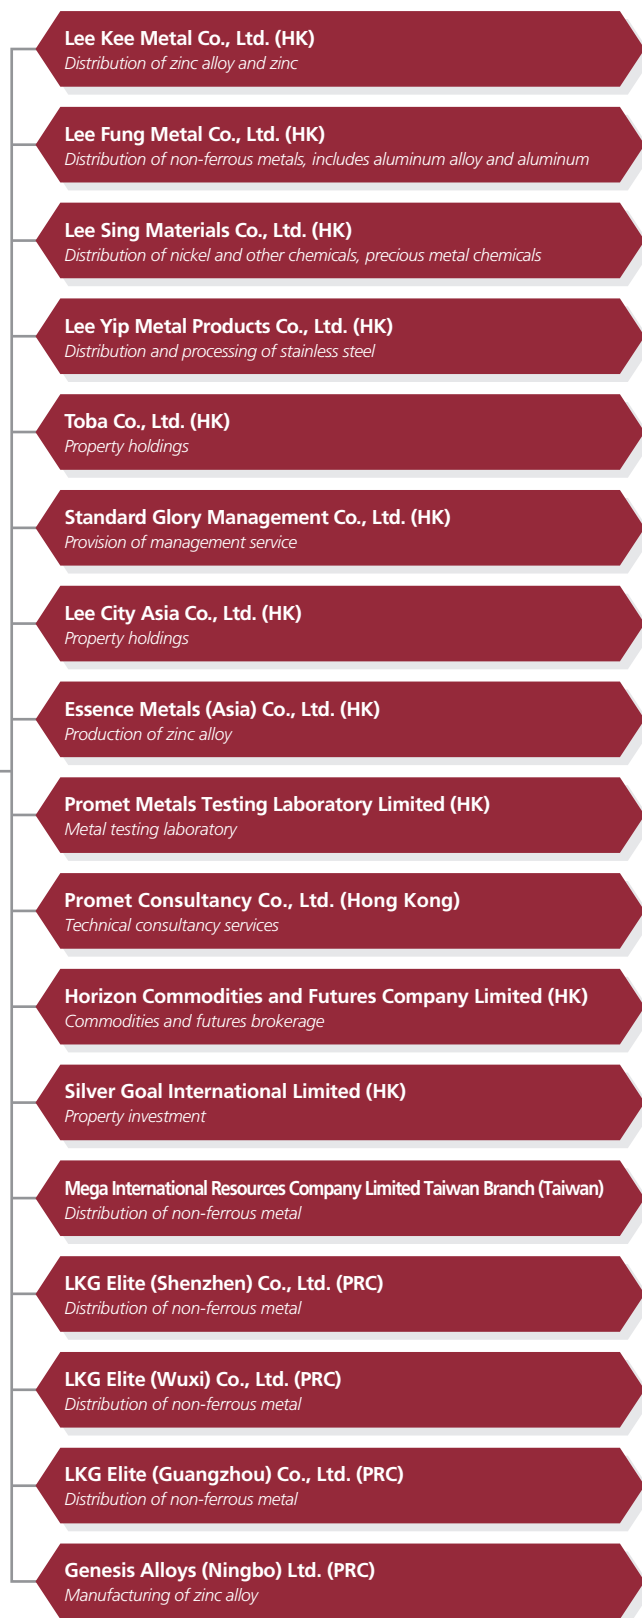 Lee Kee Metal Co., Ltd. (HK)
Distribution of zinc alloy and zinc
Lee Fung Metal Co., Ltd. (HK)
Distribution of non-ferrous metals, includes aluminum alloy and aluminum
Lee Sing Materials Co., Ltd. (HK)
Distribution of nickel and other chemicals, precious metal chemicals
Lee Yip Metal Products Co., Ltd. (HK)
Distribution and processing of stainless steel
Toba Co., Ltd. (HK)
Property holdings
Standard Glory Management Co., Ltd. (HK)
Provision of management service
Lee City Asia Co., Ltd. (HK)
Property holdings
Essence Metals (Asia) Co., Ltd. (HK)
Production of zinc alloy
Promet Metals Testing Laboratory Limited (HK)
Metal testing laboratory
Promet Consultancy Co., Ltd. (Hong Kong)
Technical consultancy services
Horizon Commodities and Futures Company Limited (HK)
Commodities and futures brokerage
Silver Goal International Limited (HK)
Property investment
Mega International Resources Company Limited Taiwan Branch (Taiwan)
Distribution of non-ferrous metal
LKG Elite (Shenzhen) Co., Ltd. (PRC)
Distribution of non-ferrous metal
LKG Elite (Wuxi) Co., Ltd. (PRC)
Distribution of non-ferrous metal
LKG Elite (Guangzhou) Co., Ltd. (PRC)
Distribution of non-ferrous metal
Genesis Alloys (Ningbo) Ltd. (PRC)
Manufacturing of zinc alloy